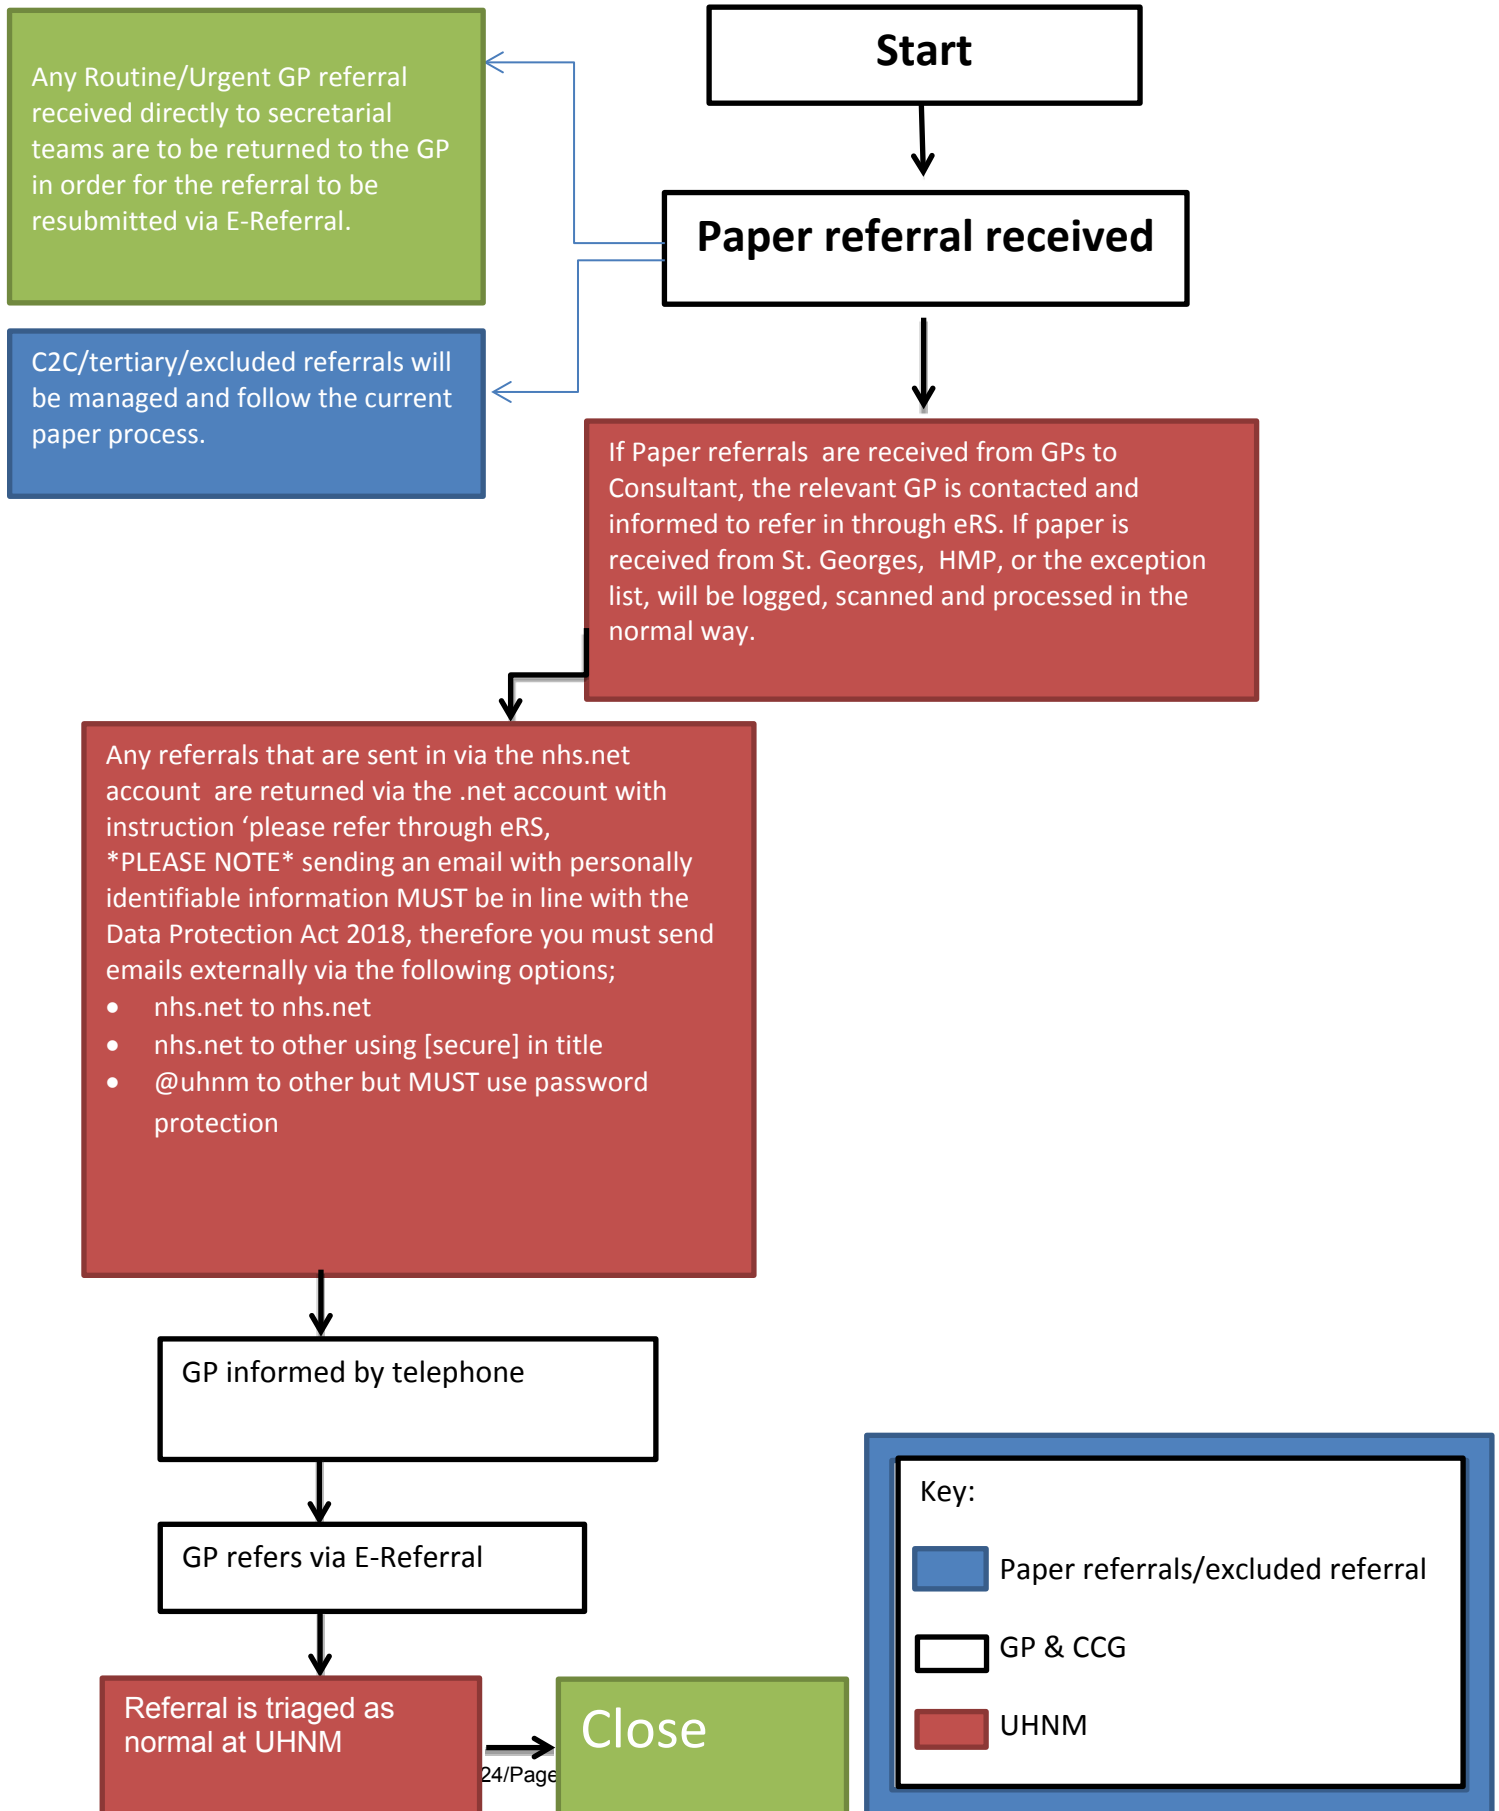 Start
Any Routine/Urgent GP referral
received directly to secretarial
teams are to be returned to the GP
in order for the referral to be
resubmitted via E-Referral.
Paper referral received
C2C/tertiary/excluded referrals will
be managed and follow the current
paper process.
If Paper referrals are received from GPs to
Consultant, the relevant GP is contacted and
informed to refer in through eRS. If paper is
received from St. Georges, HMP, or the exception
list, will be logged, scanned and processed in the
normal way.
Any referrals that are sent in via the nhs.net
account are returned via the .net account with
instruction ‘please refer through eRS,
*PLEASE NOTE* sending an email with personally
identifiable information MUST be in line with the
Data Protection Act 2018, therefore you must send
emails externally via the following options;
• nhs.net to nhs.net
• nhs.net to other using [secure] in title
• @uhnm to other but MUST use password
protection
GP informed by telephone
GP refers via E-Referral
Referral is triaged as
normal at UHNM
24/Page
Close
Key:
Paper referrals/excluded referral
GP & CCG
UHNM